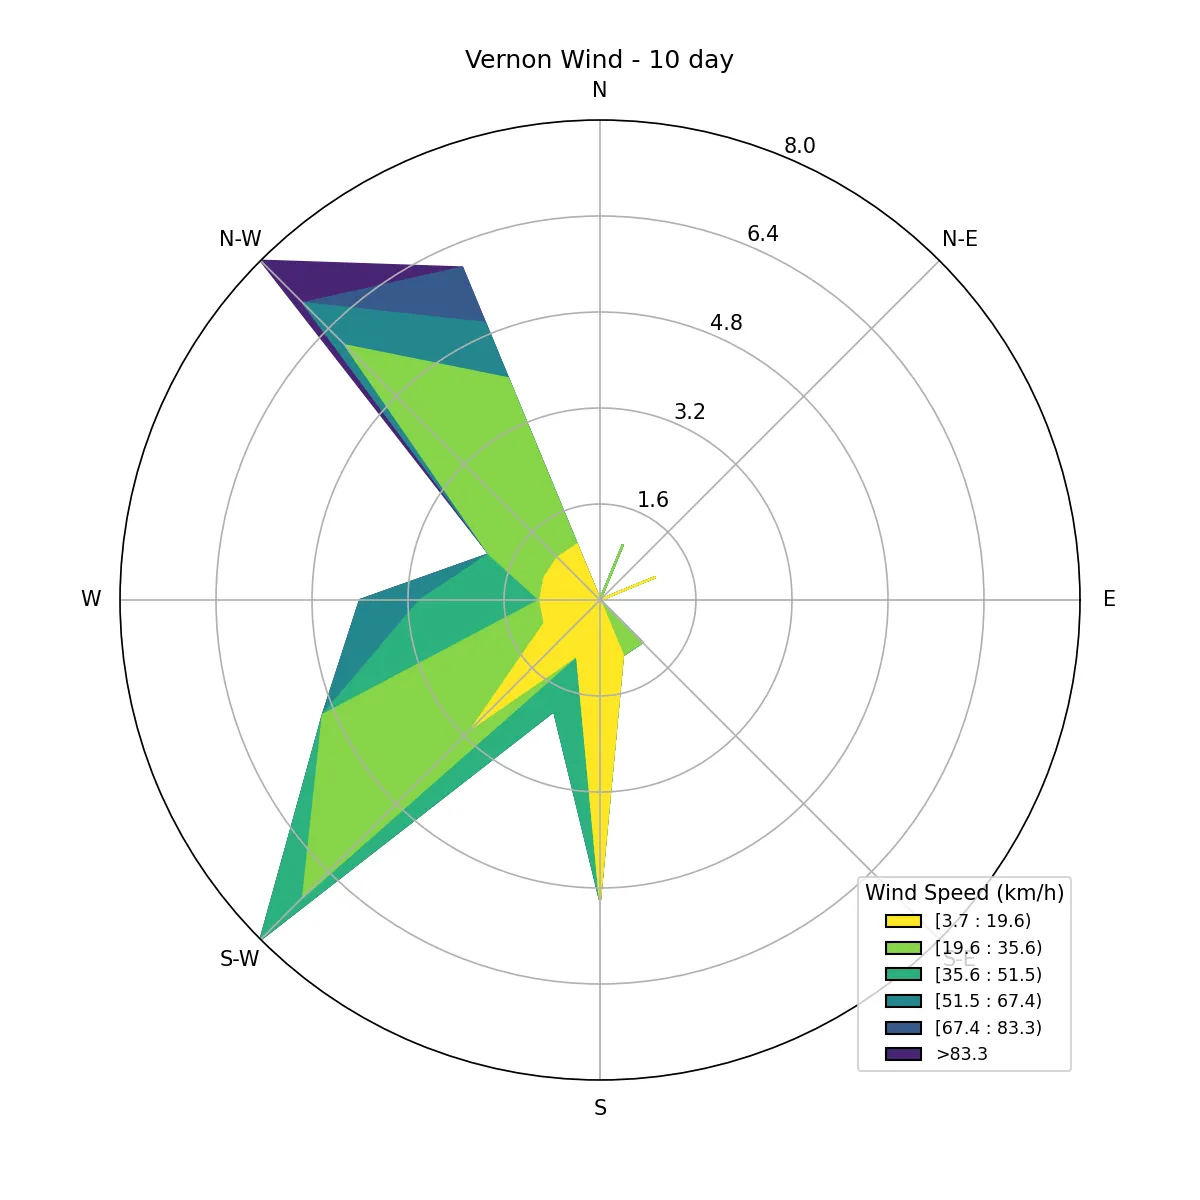 Vernon Wind - 10 day
N
8.0
N-W
6.4
N-E
4.8
3.2
1.6
W
E
S-W
S-E
Wind Speed (km/h)
[3.7 : 19.6)
[19.6 : 35.6)
[35.6 : 51.5)
[51.5 : 67.4)
[67.4 : 83.3)
>83.3
S